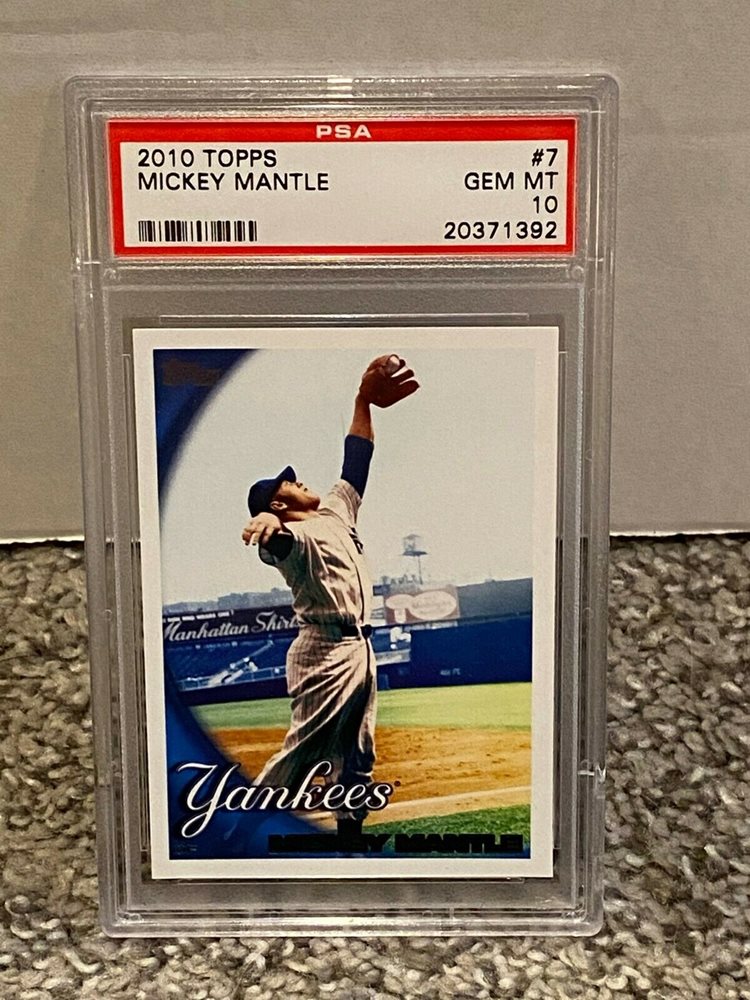 PSA
2010 TOPPS #7
MICKEY MANTLE GEM MT
10
20371392
Manhattan Shirts
Yankees
MICKEY MANTLE